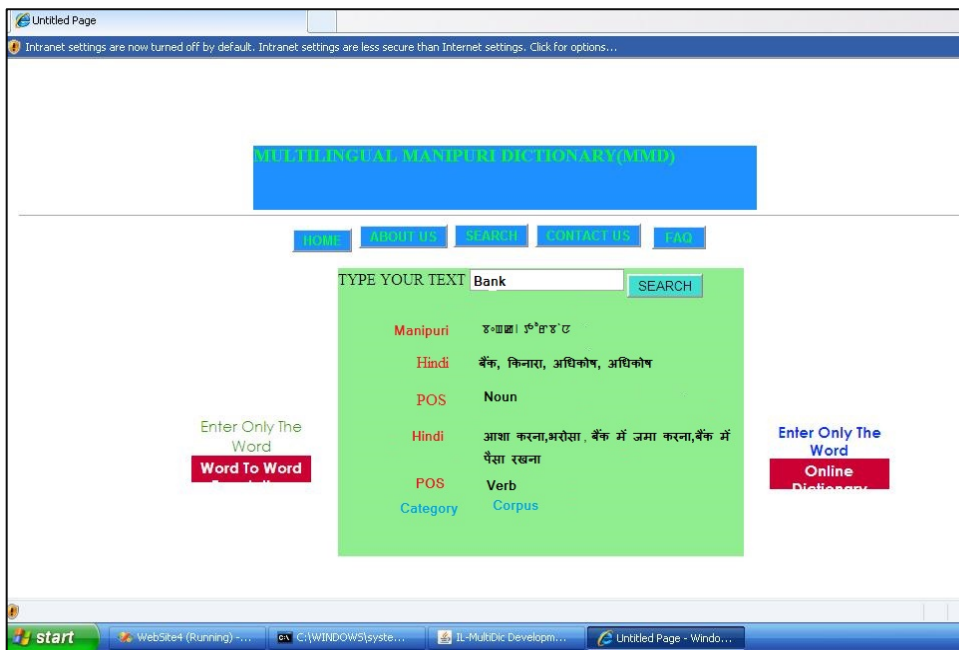 Untitled Page
Intranet settings are now turned off by default. Intranet settings are less secure than Internet settings. Click for options...
MULTILINGUAL MANIPURI DICTIONARY(MMD)
HOME ABOUT US SEARCH CONTACT US FAQ
TYPE YOUR TEXT Bank SEARCH
Manipuri
Hindi बैंक, किनारा, अधिकोष, अधिकोष
POS Noun
Hindi आशा करना,भरोसा, बैंक में जमा करना,बैंक में
पैसा रखना
POS Verb
Category Corpus
Enter Only The
Word
Word To Word
Enter Only The
Word
Online
Dictionary
start WebSite4 (Running) -... C:\WINDOWS\syste... IL-MultiDic Developm... Untitled Page - Windo...